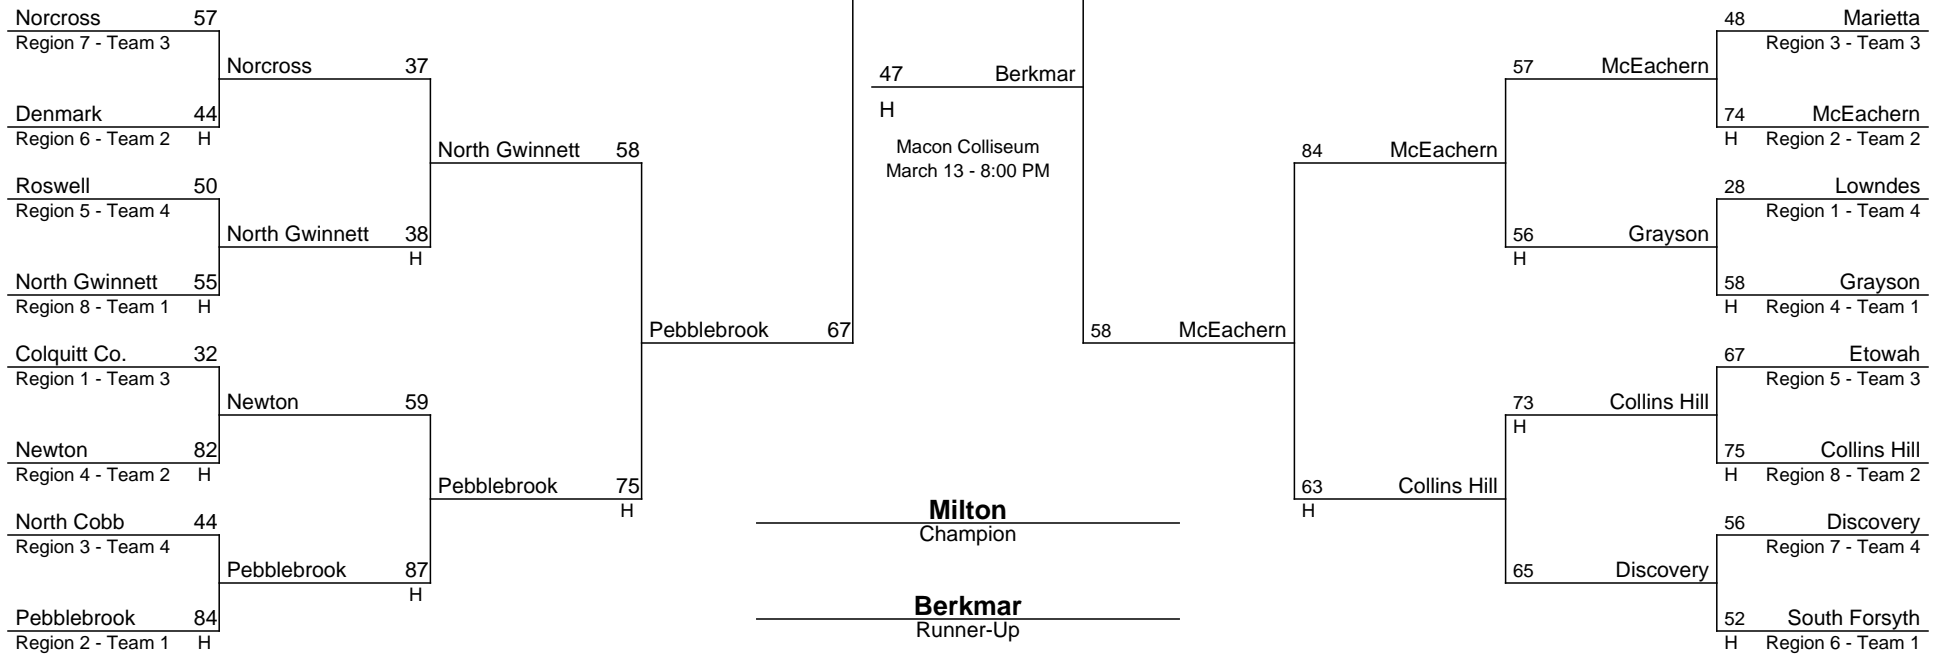 Norcross 57
Region 7 - Team 3
Denmark 44
Region 6 - Team 2 H
Roswell 50
Region 5 - Team 4
North Gwinnett 55
Region 8 - Team 1 H
Colquitt Co. 32
Region 1 - Team 3
Newton 82
Region 4 - Team 2 H
North Cobb 44
Region 3 - Team 4
Pebblebrook 84
Region 2 - Team 1 H
Norcross 37
North Gwinnett 38
H
Newton 59
Pebblebrook 87
H
North Gwinnett 58
Pebblebrook 75
H
Pebblebrook 67
47 Berkmar
H
Macon Colliseum
March 13 - 8:00 PM
Milton
Champion
Berkmar
Runner-Up
58 McEachern
84 McEachern
63 Collins Hill
H
57 McEachern
56 Grayson
H
73 Collins Hill
H
65 Discovery
48 Marietta
Region 3 - Team 3
74 McEachern
H Region 2 - Team 2
28 Lowndes
Region 1 - Team 4
58 Grayson
H Region 4 - Team 1
67 Etowah
Region 5 - Team 3
75 Collins Hill
H Region 8 - Team 2
56 Discovery
Region 7 - Team 4
52 South Forsyth
H Region 6 - Team 1